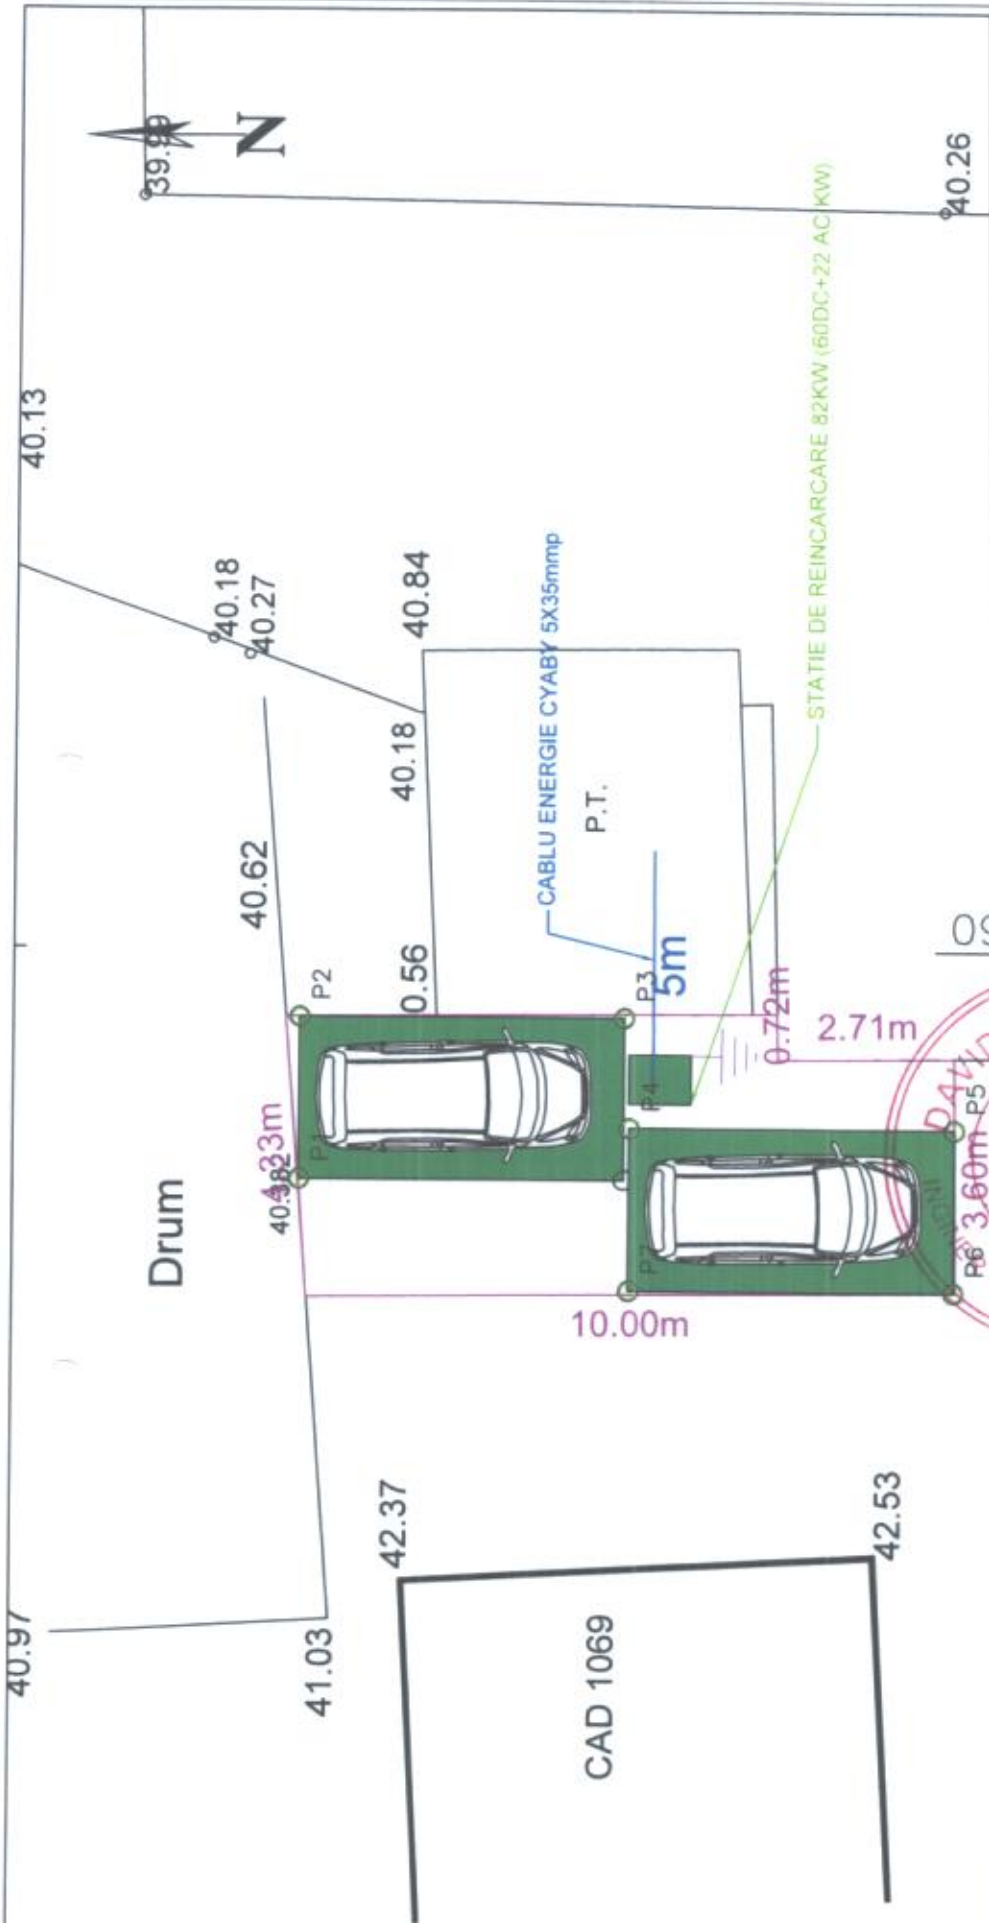 N
39.99
40.26
40.13
40.18
40.27
40.84
40.18
40.62
0.56
CABLU ENERGIE CYABY 5X35mmp
STATIE DE REINCARCARE 82KW (60DC+22 AC KW)
P.T.
5m
P2
P3
0.72m
2.71m
P4
P5
P1
4.33m
DAVID
Drum
P7
P6
3.60m
10.00m
42.37
42.53
40.97
41.03
CAD 1069